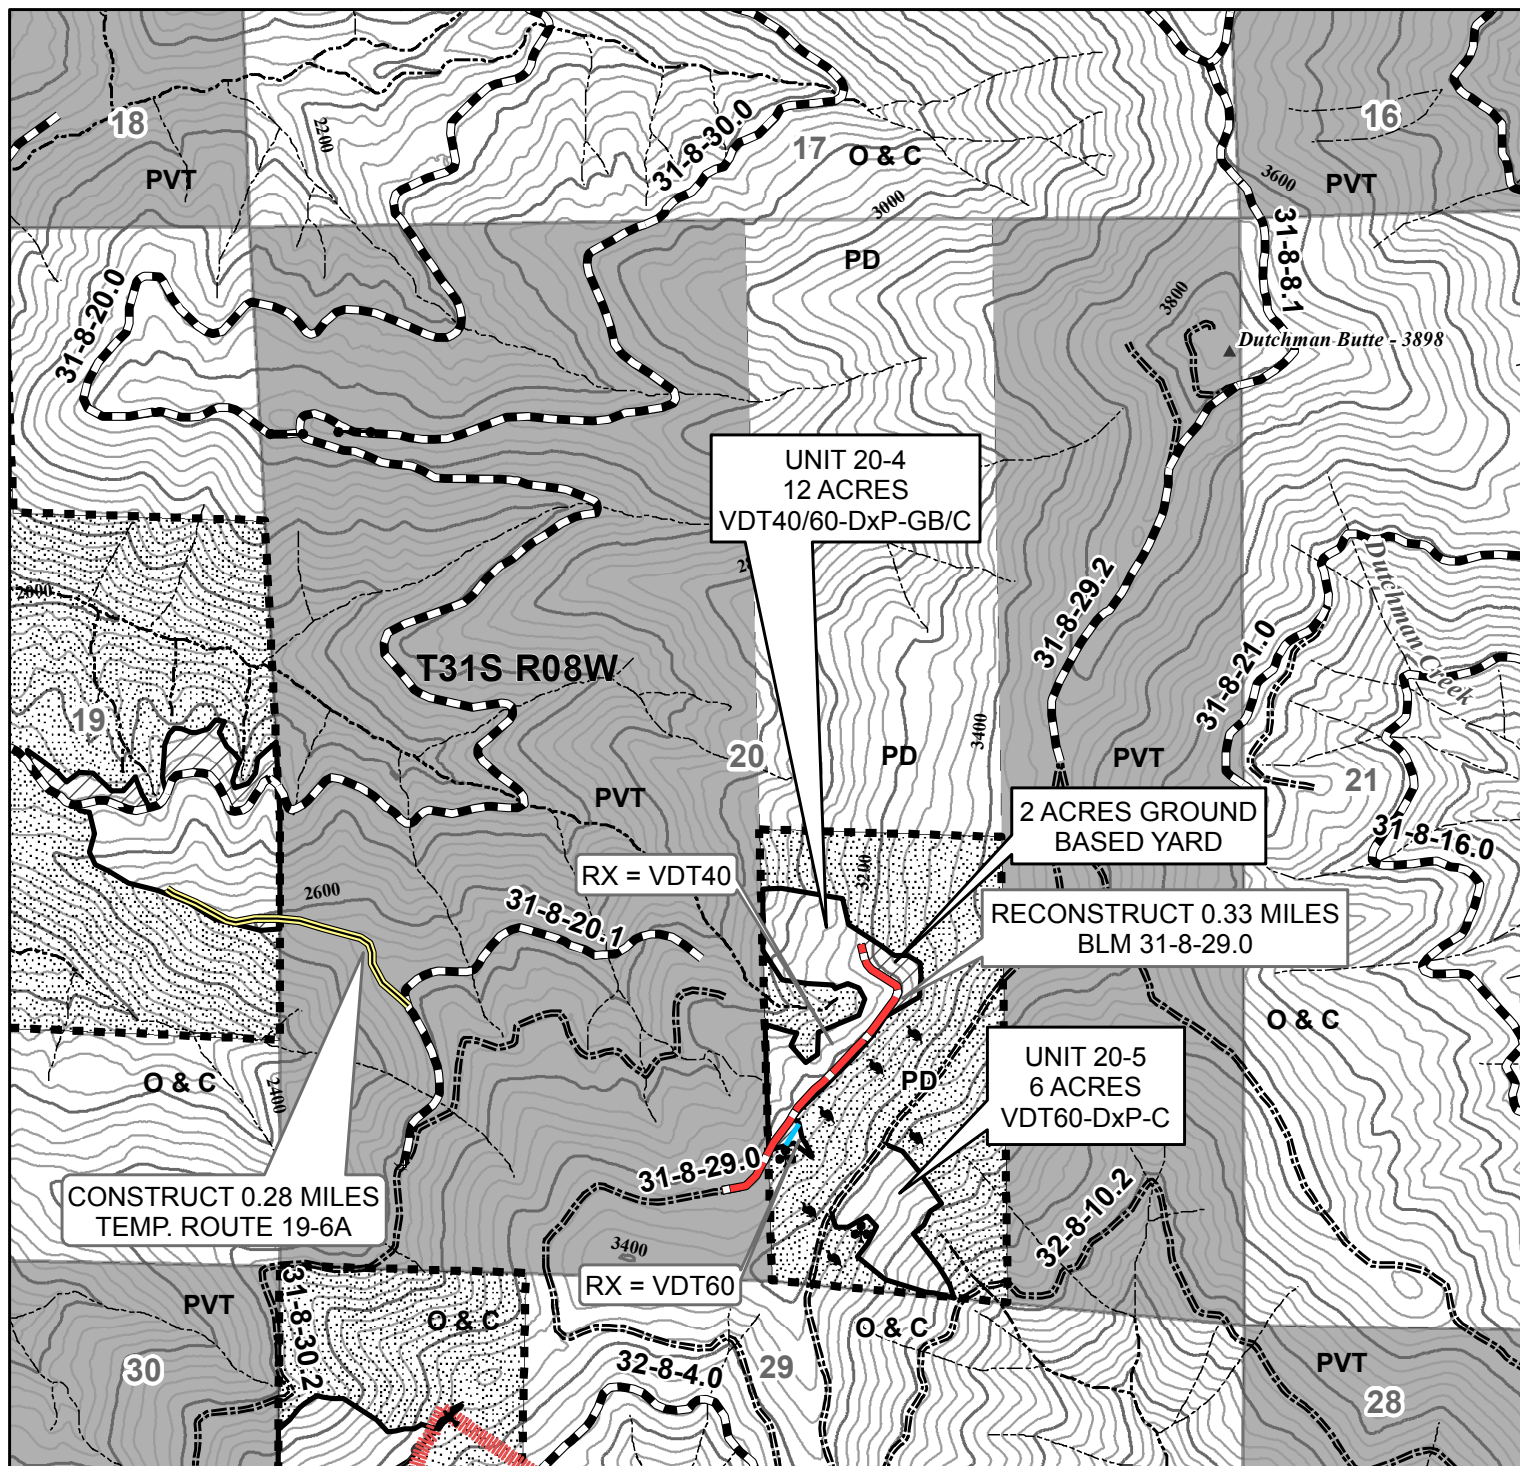 18
PVT
2200
31-8-30.0
17
O & C
3000
3600
16
PVT
31-8-8.1
31-8-20.0
PD
3800
Dutchman Butte - 3898
UNIT 20-4
12 ACRES
VDT40/60-DxP-GB/C
2000
T31S R08W
31-8-29.2
31-8-21.0
Dutchman Creek
19
20
PD
3400
PVT
21
PVT
2 ACRES GROUND
BASED YARD
31-8-16.0
RX = VDT40
3200
2600
31-8-20.1
RECONSTRUCT 0.33 MILES
BLM 31-8-29.0
O & C
O & C
2400
PD
UNIT 20-5
6 ACRES
VDT60-DxP-C
31-8-29.0
CONSTRUCT 0.28 MILES
TEMP. ROUTE 19-6A
3400
RX = VDT60
32-8-10.2
PVT
31-8-30.2
O & C
O & C
30
32-8-4.0
29
PVT
28